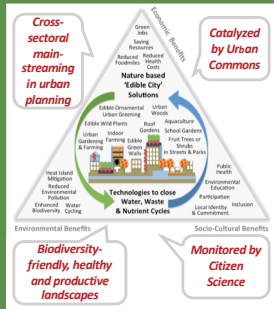 Cross-
sectoral
main-
streaming
in urban
planning
Catalyzed
by Urban
Commons
Economic Benefits
Green
Jobs
Saving
Resources
Reduced
Foodmiles
Reduced
Health
Costs
Nature based
'Edible City'
Solutions
Edible Ornamental
Urban Greening
Urban
Woods
Edible Wild Plants
Roof
Gardens
Aquaculture
School Gardens
Urban
Gardening
& Farming
Indoor
Farming
Edible
Green
Walls
Fruit Trees or
Shrubs
in Streets & Parks
Heat Island
Mitigation
Reduced
Environmental
Pollution
Enhanced
Biodiversity
Water
Cycling
Technologies to close
Water, Waste
& Nutrient Cycles
Public
Health
Environmental
Education
Participation
Local Identity
& Commitment
Inclusion
Environmental Benefits
Socio-Cultural Benefits
Biodiversity-
friendly, healthy
and productive
landscapes
Monitored by
Citizen
Science